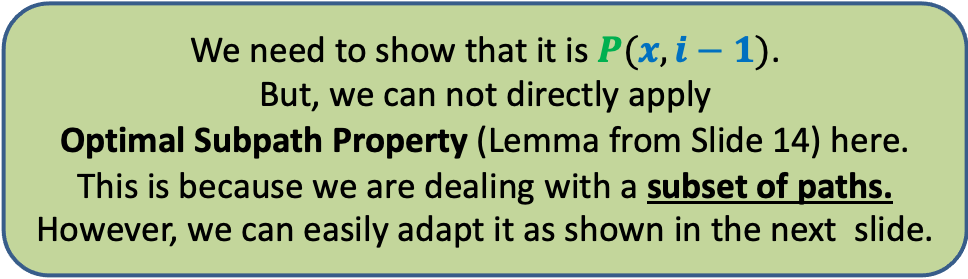 We need to show that it is P(x, i − 1).
But, we can not directly apply
Optimal Subpath Property (Lemma from Slide 14) here.
This is because we are dealing with a subset of paths.
However, we can easily adapt it as shown in the next slide.